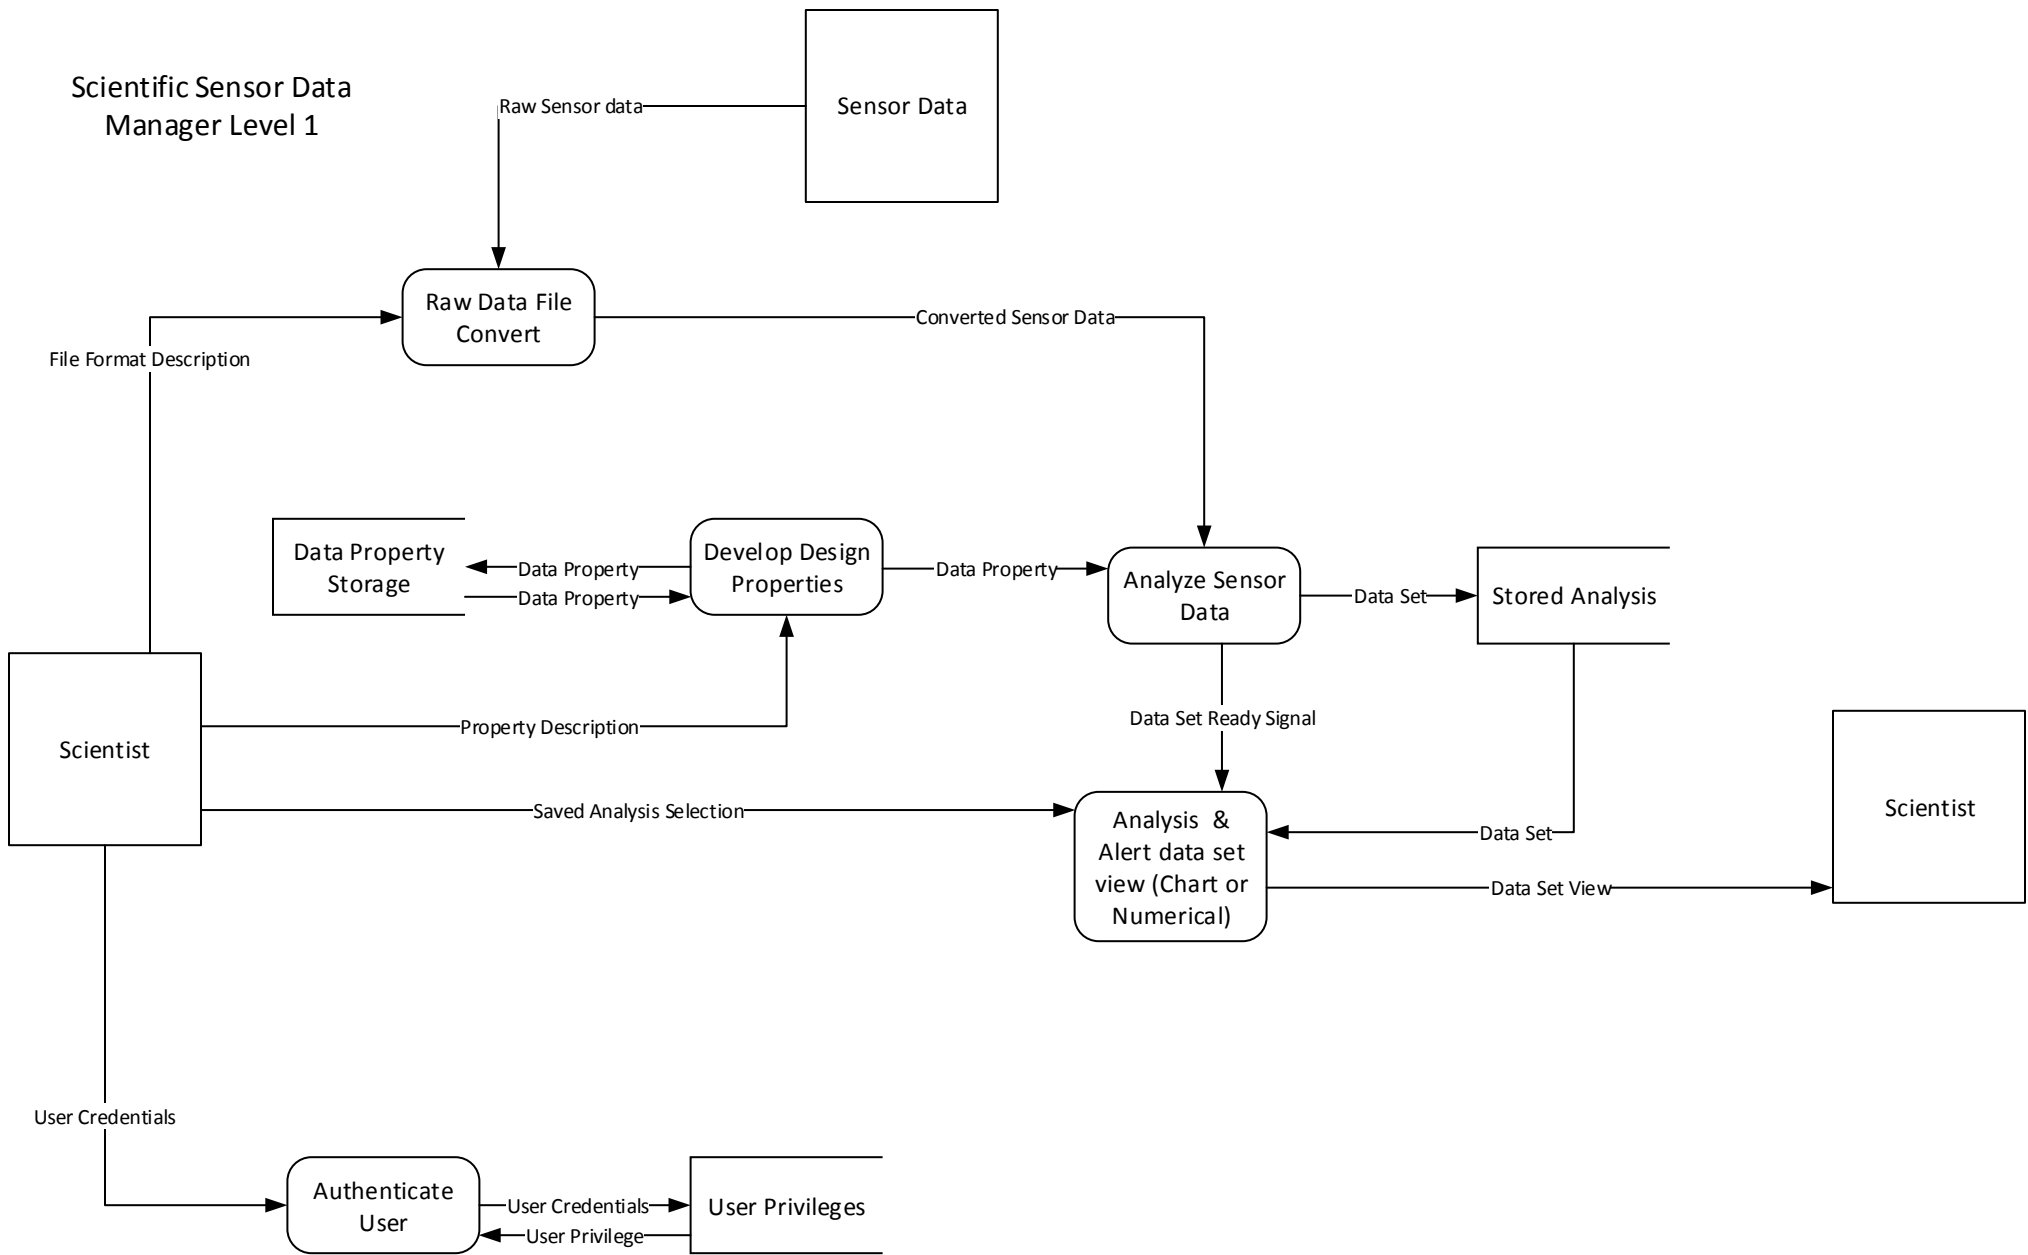 Scientific Sensor Data
Manager Level 1
Raw Sensor data
Sensor Data
Raw Data File
Convert
Converted Sensor Data
File Format Description
Data Property
Storage
Data Property
Data Property
Develop Design
Properties
Data Property
Analyze Sensor
Data
Data Set
Stored Analysis
Scientist
Property Description
Data Set Ready Signal
Saved Analysis Selection
Analysis &
Alert data set
view (Chart or
Numerical)
Data Set
Data Set View
Scientist
User Credentials
Authenticate
User
User Credentials
User Privilege
User Privileges